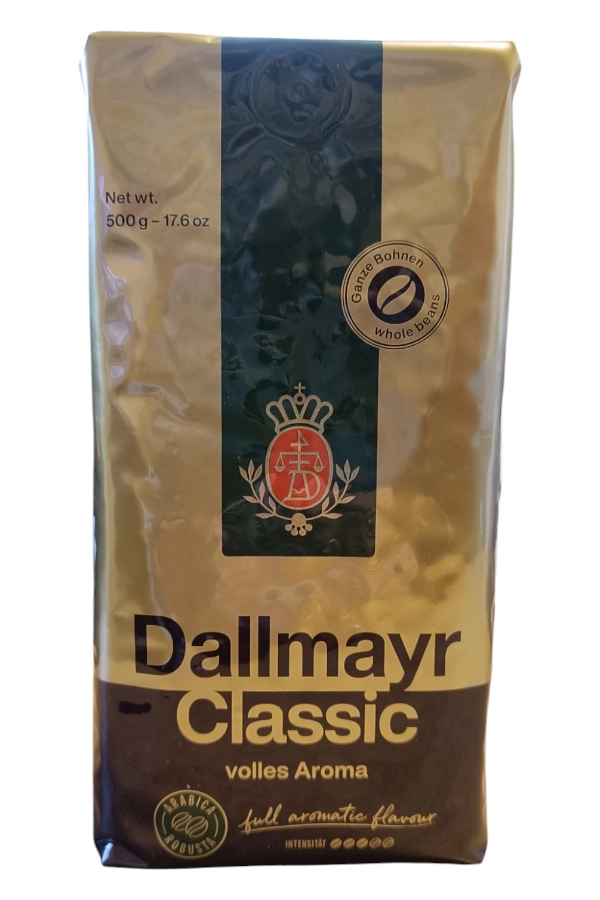 Net wt.
500 g – 17.6 oz
Ganze Bohnen
whole beans
Dallmayr
Classic
volles Aroma
ARABICA
ROBUSTA
full aromatic flavour
INTENSITÄT